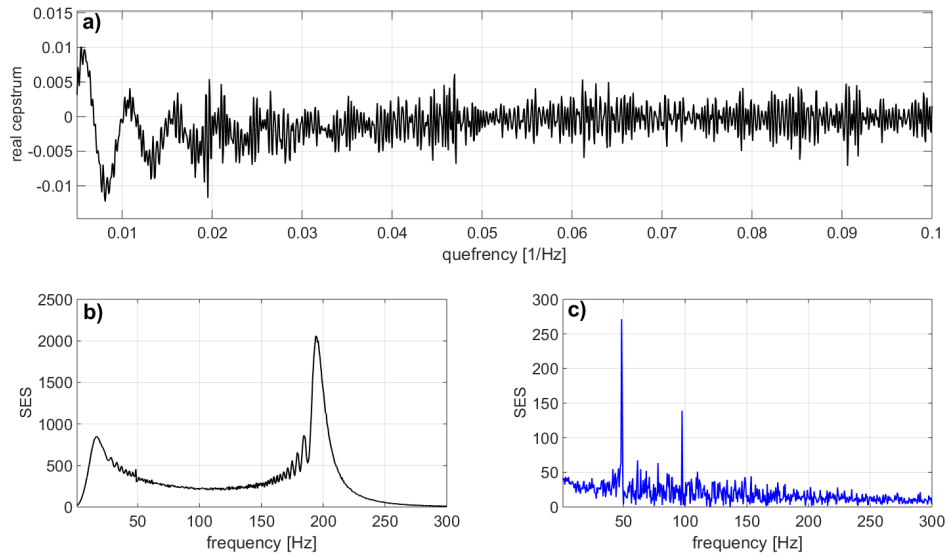 a)
real cepstrum
0.015
0.01
0.005
0
-0.005
-0.01
0.01 0.02 0.03 0.04 0.05 0.06 0.07 0.08 0.09 0.1
quefrency [1/Hz]
b)
SES
2500
2000
1500
1000
500
0
50 100 150 200 250 300
frequency [Hz]
c)
SES
300
250
200
150
100
50
0
50 100 150 200 250 300
frequency [Hz]